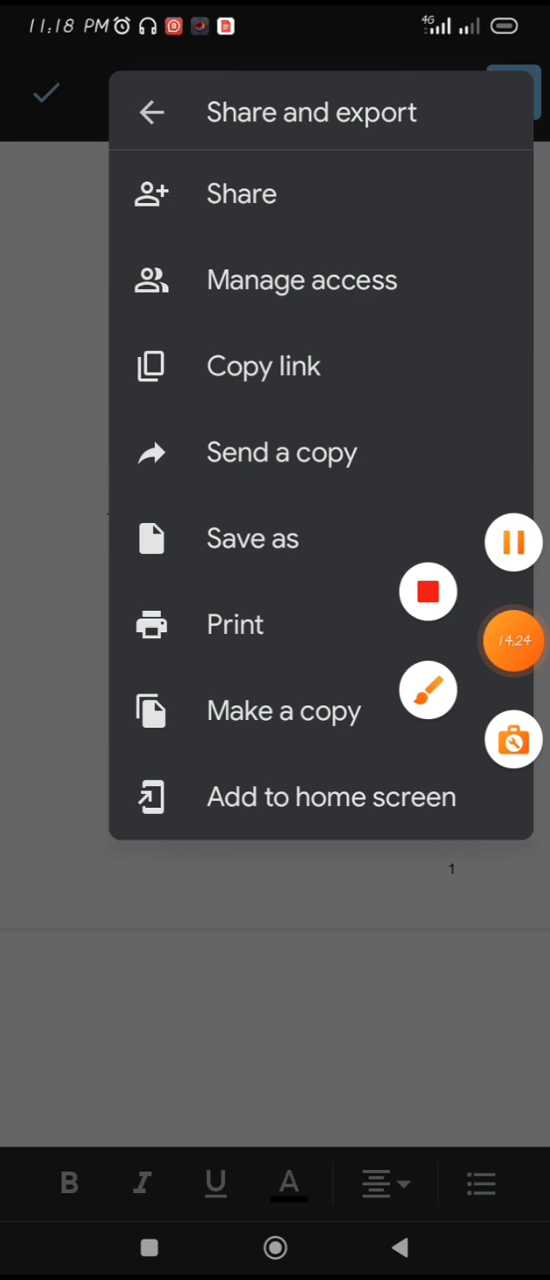 11:18 PM
4G
Share and export
Share
Manage access
Copy link
Send a copy
Save as
Print
14:24
Make a copy
Add to home screen
1
B I U A